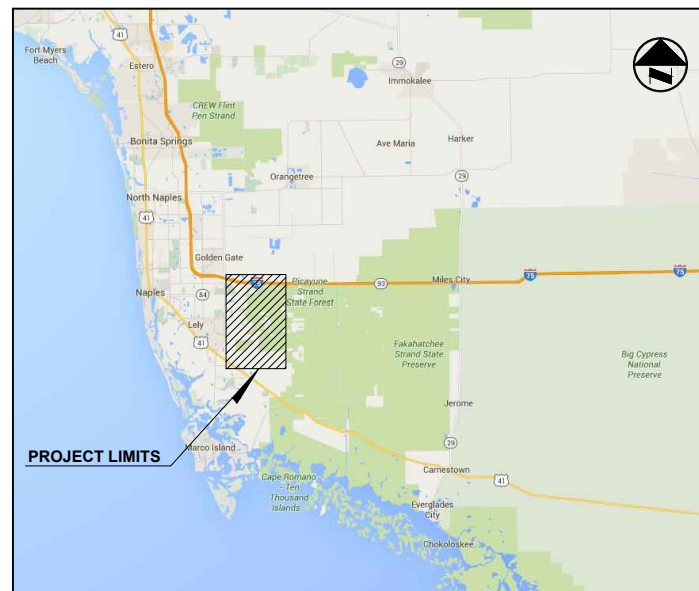 41
Fort Myers
Beach
Estero
29
Immokalee
CREW Flint
Pen Strand
Ave Maria
Harker
Bonita Springs
Orangetree
29
North Naples
41
Golden Gate
75
75
Picayune
Strand
State Forest
93
Miles City
Naples
84
Lely
41
Fakahatchee
Strand State
Preserve
Big Cypress
National
Preserve
Jerome
29
PROJECT LIMITS
Marco Island
Carnestown
41
Cape Romano
- Ten
Thousand
Islands
Everglades
City
Chokoloskee